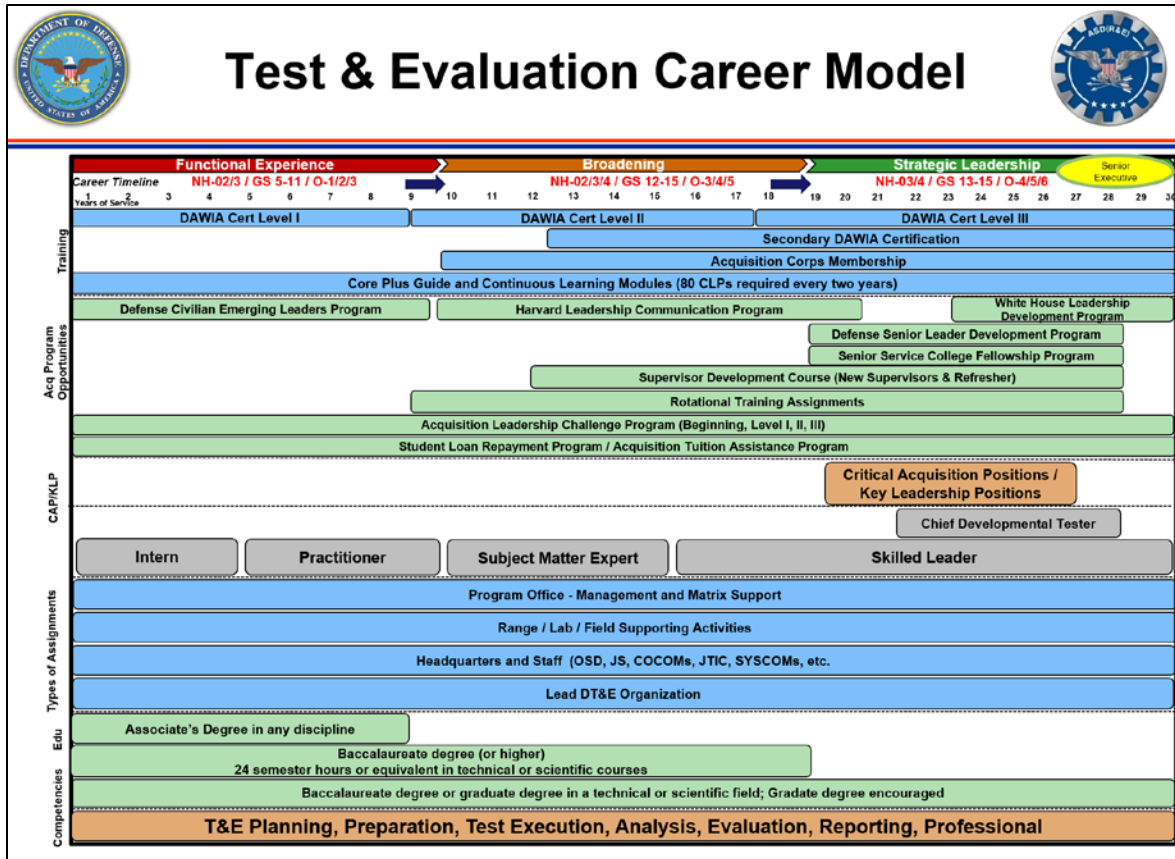 DEPARTMENT OF DEFENSE
UNITED STATES OF AMERICA
Test & Evaluation Career Model
ASD(R&E)
Functional Experience
Broadening
Strategic Leadership
Senior
Executive
Career Timeline
NH-02/3 / GS 5-11 / O-1/2/3
NH-02/3/4 / GS 12-15 / O-3/4/5
NH-03/4 / GS 13-15 / O-4/5/6
1 2 3 4 5 6 7 8 9 10 11 12 13 14 15 16 17 18 19 20 21 22 23 24 25 26 27 28 29 30
Years of Service
Training
DAWIA Cert Level I
DAWIA Cert Level II
DAWIA Cert Level III
Secondary DAWIA Certification
Acquisition Corps Membership
Core Plus Guide and Continuous Learning Modules (80 CLPs required every two years)
Acq Program
Opportunities
Defense Civilian Emerging Leaders Program
Harvard Leadership Communication Program
White House Leadership
Development Program
Defense Senior Leader Development Program
Senior Service College Fellowship Program
Supervisor Development Course (New Supervisors & Refresher)
Rotational Training Assignments
Acquisition Leadership Challenge Program (Beginning, Level I, II, III)
Student Loan Repayment Program / Acquisition Tuition Assistance Program
CAP/KLP
Critical Acquisition Positions /
Key Leadership Positions
Chief Developmental Tester
Intern
Practitioner
Subject Matter Expert
Skilled Leader
Types of Assignments
Program Office - Management and Matrix Support
Range / Lab / Field Supporting Activities
Headquarters and Staff (OSD, JS, COCOMs, JTIC, SYSCOMs, etc.
Lead DT&E Organization
Edu
Associate's Degree in any discipline
Baccalaureate degree (or higher)
24 semester hours or equivalent in technical or scientific courses
Baccalaureate degree or graduate degree in a technical or scientific field; Gradate degree encouraged
Competencies
T&E Planning, Preparation, Test Execution, Analysis, Evaluation, Reporting, Professional